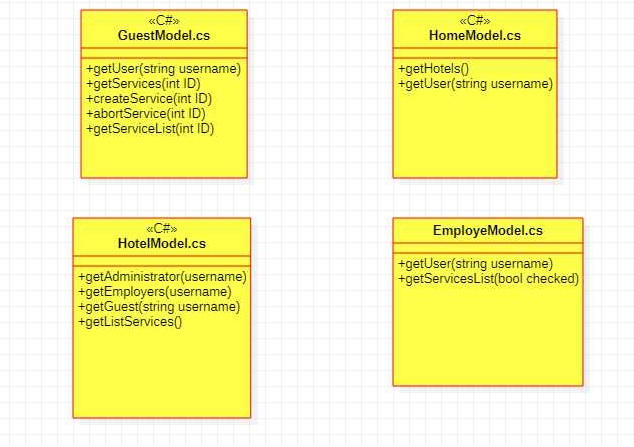 «C#»
GuestModel.cs
+getUser(string username)
+getServices(int ID)
+createService(int ID)
+abortService(int ID)
+getServiceList(int ID)
«C#»
HomeModel.cs
+getHotels()
+getUser(string username)
«C#»
HotelModel.cs
+getAdministrator(username)
+getEmployers(username)
+getGuest(string username)
+getListServices()
EmployeModel.cs
+getUser(string username)
+getServicesList(bool checked)